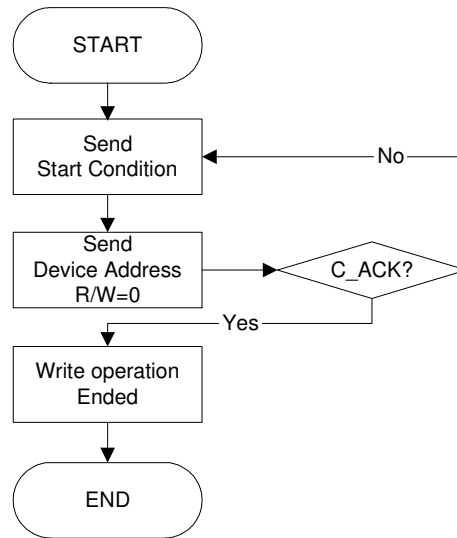 START
Send
Start Condition
No
Send
Device Address
R/W=0
C_ACK?
Yes
Write operation
Ended
END